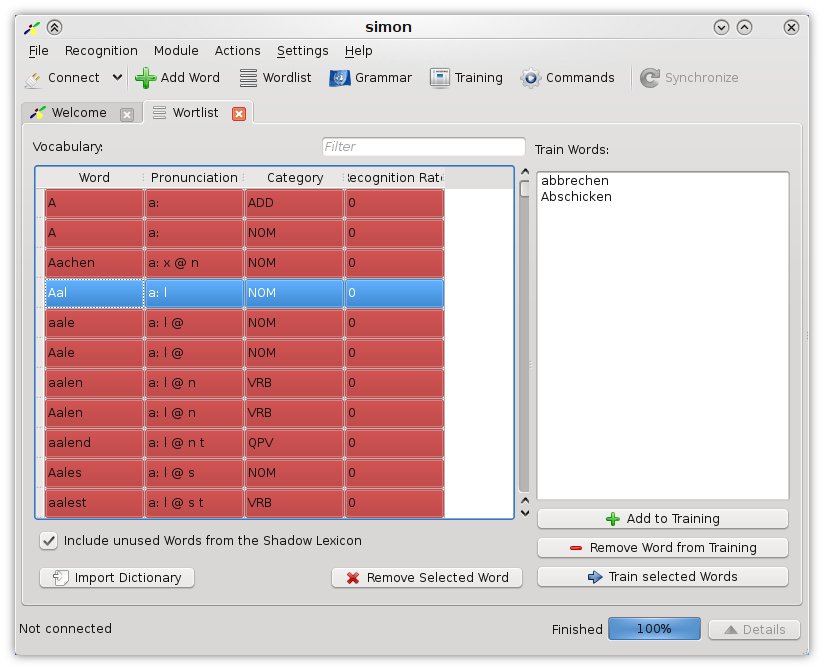 simon
File Recognition Module Actions Settings Help
Connect Add Word Wordlist Grammar Training Commands Synchronize
Welcome Wortlist
Vocabulary: Filter
Word Pronunciation Category Recognition Rate
A a: ADD 0
A a: NOM 0
Aachen a: x @ n NOM 0
Aal a: l NOM 0
aale a: l @ NOM 0
Aale a: l @ NOM 0
aalen a: l @ n VRB 0
Aalen a: l @ n VRB 0
aalend a: l @ n t QPV 0
Aales a: l @ s NOM 0
aalest a: l @ s t VRB 0
Include unused Words from the Shadow Lexicon
Import Dictionary Remove Selected Word
Train Words:
abbrechen
Abschicken
Add to Training
Remove Word from Training
Train selected Words
Not connected Finished 100% Details